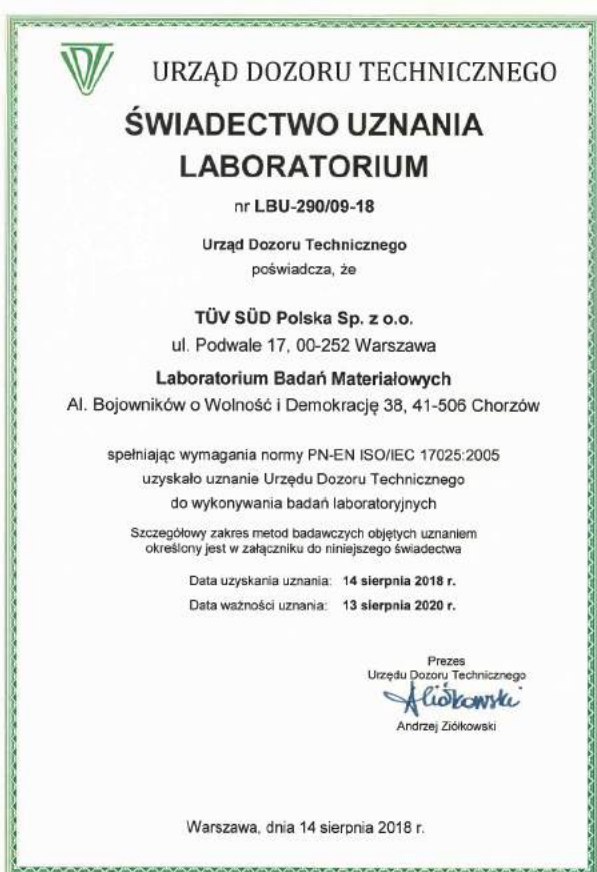 URZĄD DOZORU TECHNICZNEGO
ŚWIADECTWO UZNANIA
LABORATORIUM
nr LBU-290/09-18
Urząd Dozoru Technicznego
poświadcza, że
TÜV SÜD Polska Sp. z o.o.
ul. Podwale 17, 00-252 Warszawa
Laboratorium Badań Materiałowych
Al. Bojowników o Wolność i Demokrację 38, 41-506 Chorzów
spełniając wymagania normy PN-EN ISO/IEC 17025:2005
uzyskało uznanie Urzędu Dozoru Technicznego
do wykonywania badań laboratoryjnych
Szczegółowy zakres metod badawczych objętych uznaniem
określony jest w załączniku do niniejszego świadectwa
Data uzyskania uznania: 14 sierpnia 2018 r.
Data ważności uznania: 13 sierpnia 2020 r.
Prezes
Urzędu Dozoru Technicznego
AZiółkowski
Andrzej Ziółkowski
Warszawa, dnia 14 sierpnia 2018 r.